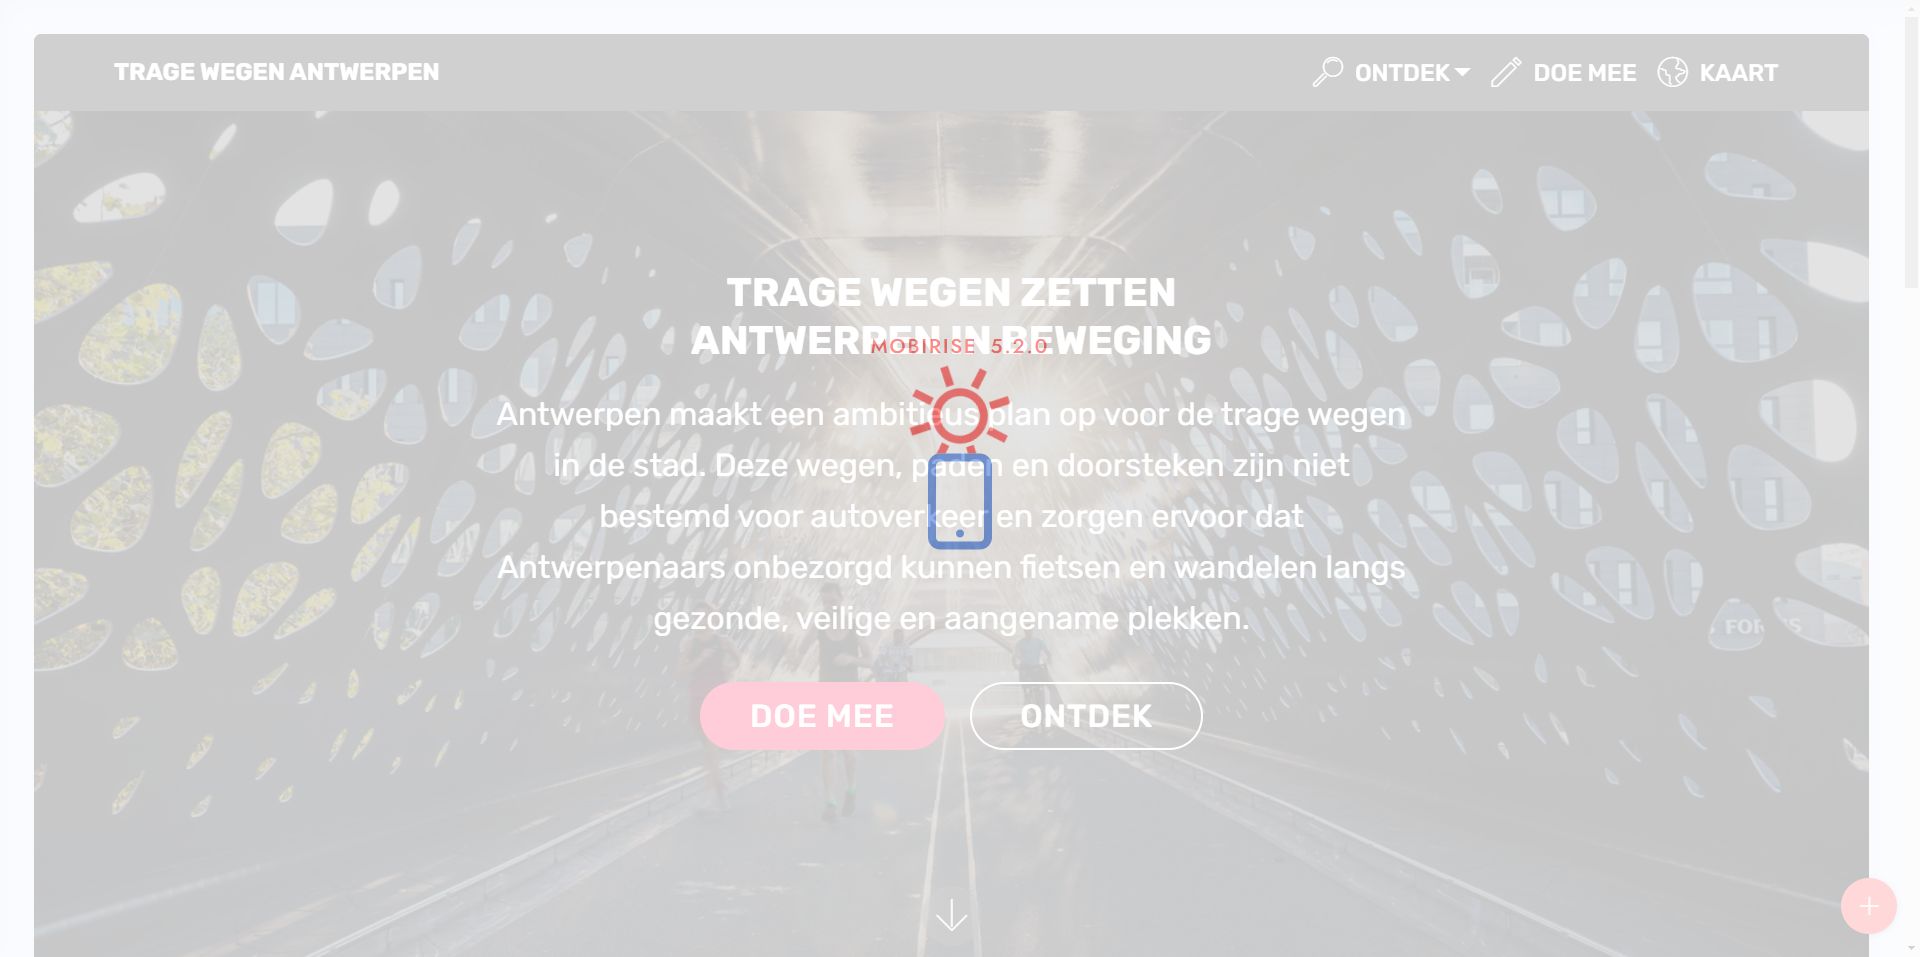 TRAGE WEGEN ANTWERPEN
ONTDEK
DOE MEE
KAART
TRAGE WEGEN ZETTEN
ANTWERPEN IN BEWEGING
MOBIRISE 5.2.0
Antwerpen maakt een ambitieus plan op voor de trage wegen
in de stad. Deze wegen, paden en doorsteken zijn niet
bestemd voor autoverkeer en zorgen ervoor dat
Antwerpenaars onbezorgd kunnen fietsen en wandelen langs
gezonde, veilige en aangename plekken.
DOE MEE
ONTDEK